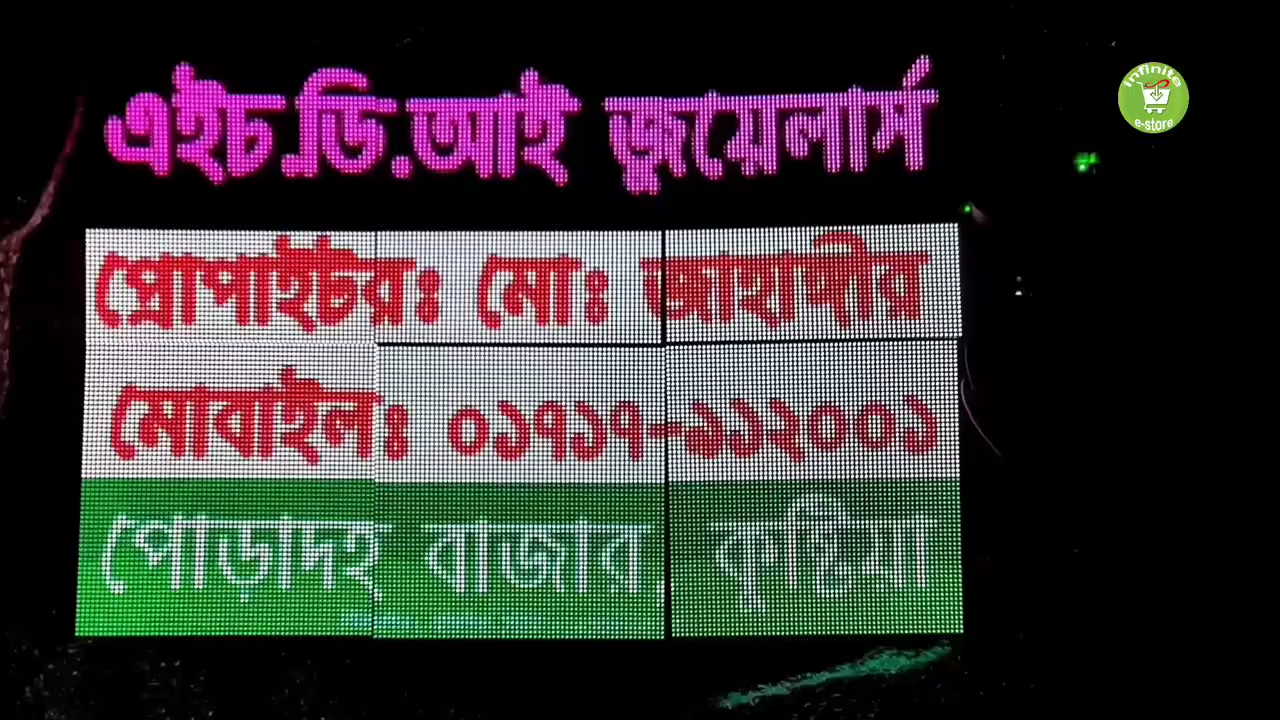 এইচ.ডি.আই জুয়েলার্স
infinite
e-store
প্রোপাইটরঃ মোঃ জাহাঙ্গীর
মোবাইলঃ ০১৭১৭-৯১২০০১
পোড়াদহ বাজার, কুষ্টিয়া